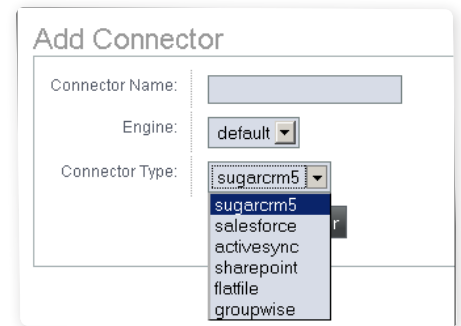 Add Connector
Connector Name:
Engine: default
Connector Type: sugarcrm5
sugarcrm5
salesforce
activesync
sharepoint
flatfile
groupwise